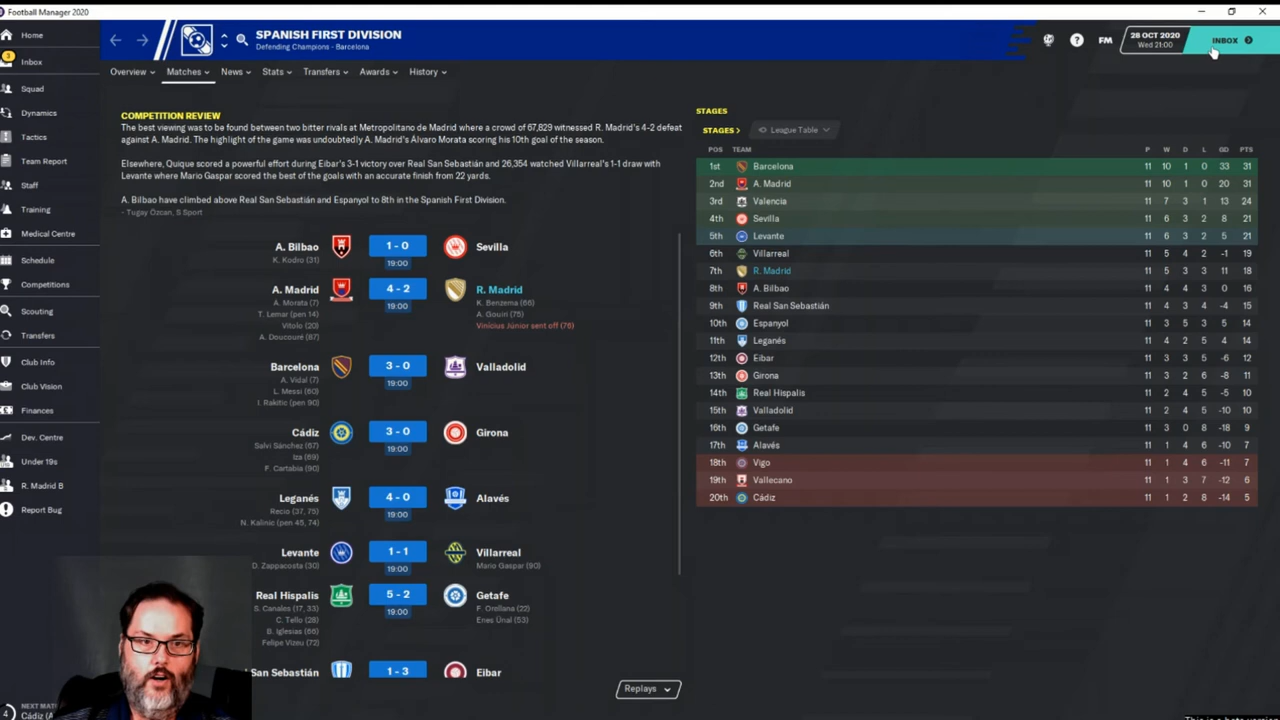 Football Manager 2020
Home
Inbox
3
Squad
Dynamics
Tactics
Team Report
Staff
Training
Medical Centre
Schedule
Competitions
Scouting
Transfers
Club Info
Club Vision
Finances
Dev. Centre
Under 19s
R. Madrid B
Report Bug
4
NEXT MAT
Cádiz (A
SPANISH FIRST DIVISION
Defending Champions - Barcelona
? FM 28 OCT 2020
Wed 21:00
INBOX
Overview Matches News Stats Transfers Awards History
COMPETITION REVIEW
The best viewing was to be found between two bitter rivals at Metropolitano de Madrid where a crowd of 67,829 witnessed R. Madrid's 4-2 defeat
against A. Madrid. The highlight of the game was undoubtedly A. Madrid's Álvaro Morata scoring his 10th goal of the season.
Elsewhere, Quique scored a powerful effort during Eibar's 3-1 victory over Real San Sebastián and 26,354 watched Villarreal's 1-1 draw with
Levante where Mario Gaspar scored the best of the goals with an accurate finish from 22 yards.
A. Bilbao have climbed above Real San Sebastián and Espanyol to 8th in the Spanish First Division.
- Tugay Özcan, S Sport
A. Bilbao 1 - 0 Sevilla
K. Kodro (31) 19:00
A. Madrid 4 - 2 R. Madrid
A. Morata (7) 19:00 K. Benzema (66)
T. Lemar (pen 14) A. Gouiri (75)
Vitolo (20) Vinícius Júnior sent off (76)
A. Doucouré (87)
Barcelona 3 - 0 Valladolid
A. Vidal (7) 19:00
L. Messi (60)
I. Rakitic (pen 90)
Cádiz 3 - 0 Girona
Salvi Sánchez (67) 19:00
Iza (69)
F. Cartabia (90)
Leganés 4 - 0 Alavés
Recio (37, 75) 19:00
N. Kalinic (pen 45, 74)
Levante 1 - 1 Villarreal
D. Zappacosta (30) 19:00 Mario Gaspar (90)
Real Hispalis 5 - 2 Getafe
S. Canales (17, 33) 19:00 F. Orellana (22)
C. Tello (28) Enes Ünal (53)
B. Iglesias (66)
Felipe Vizeu (72)
San Sebastián 1 - 3 Eibar
Replays
STAGES
STAGES League Table
POS TEAM P W D L GD PTS
1st Barcelona 11 10 1 0 33 31
2nd A. Madrid 11 10 1 0 20 31
3rd Valencia 11 7 3 1 13 24
4th Sevilla 11 6 3 2 8 21
5th Levante 11 6 3 2 5 21
6th Villarreal 11 5 4 2 -1 19
7th R. Madrid 11 5 3 3 11 18
8th A. Bilbao 11 4 4 3 0 16
9th Real San Sebastián 11 4 3 4 -4 15
10th Espanyol 11 3 5 3 5 14
11th Leganés 11 4 2 5 4 14
12th Eibar 11 3 3 5 -6 12
13th Girona 11 3 2 6 -8 11
14th Real Hispalis 11 2 4 5 -5 10
15th Valladolid 11 2 4 5 -10 10
16th Getafe 11 3 0 8 -18 9
17th Alavés 11 1 4 6 -10 7
18th Vigo 11 1 4 6 -11 7
19th Vallecano 11 1 3 7 -12 6
20th Cádiz 11 1 2 8 -14 5